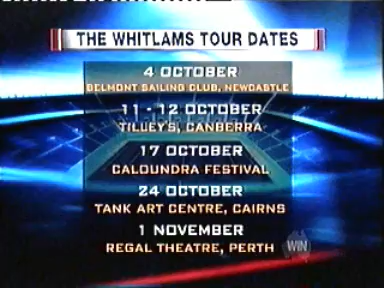 THE WHITLAMS TOUR DATES
4 OCTOBER
BELMONT SAILING CLUB, NEWCASTLE
11 - 12 OCTOBER
TILLEY'S, CANBERRA
17 OCTOBER
CALOUNDRA FESTIVAL
24 OCTOBER
TANK ART CENTRE, CAIRNS
1 NOVEMBER
REGAL THEATRE, PERTH
WIN